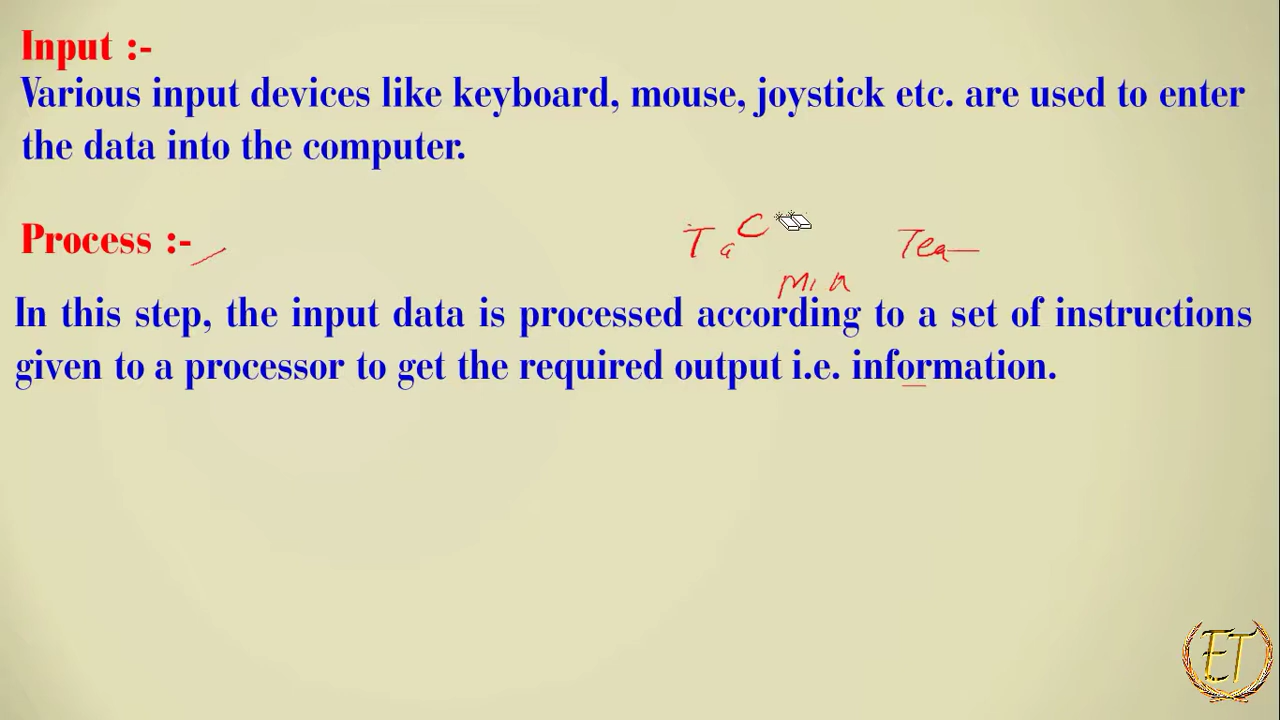 Input :-
Various input devices like keyboard, mouse, joystick etc. are used to enter
the data into the computer.
Process :-
T a C
Tea
In this step, the input data is processed according to a set of instructions
given to a processor to get the required output i.e. information.
ET